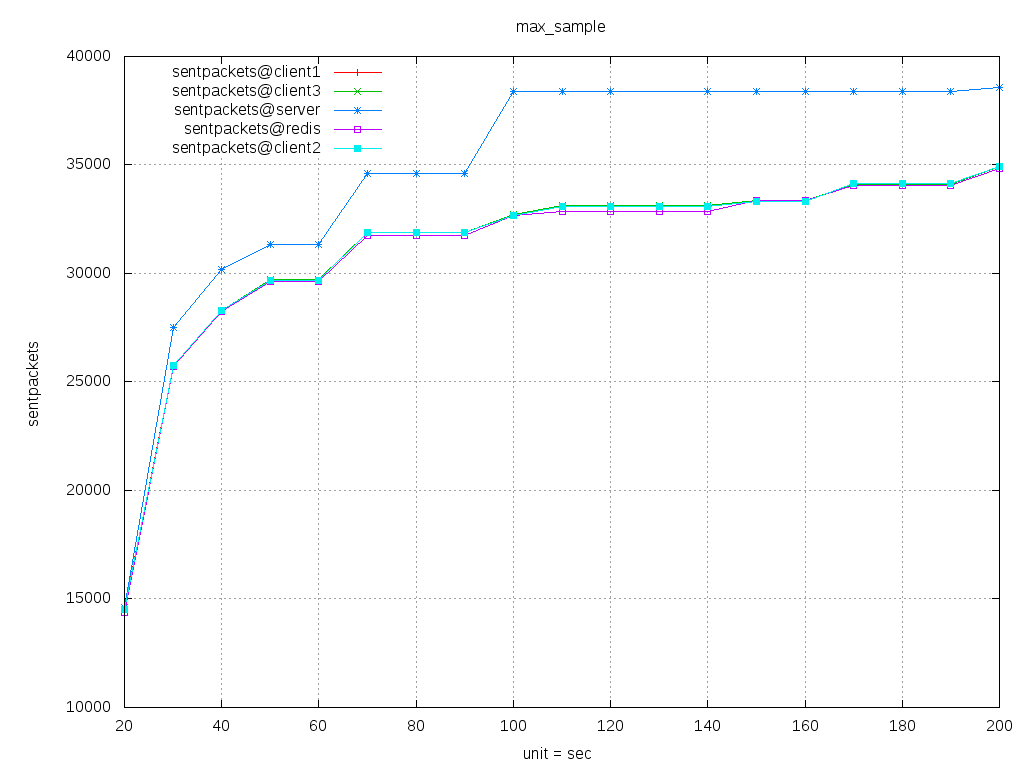 max_sample
40000
35000
30000
25000
20000
15000
10000
sentpackets
sentpackets@client1
sentpackets@client3
sentpackets@server
sentpackets@redis
sentpackets@client2
20 40 60 80 100 120 140 160 180 200
unit = sec